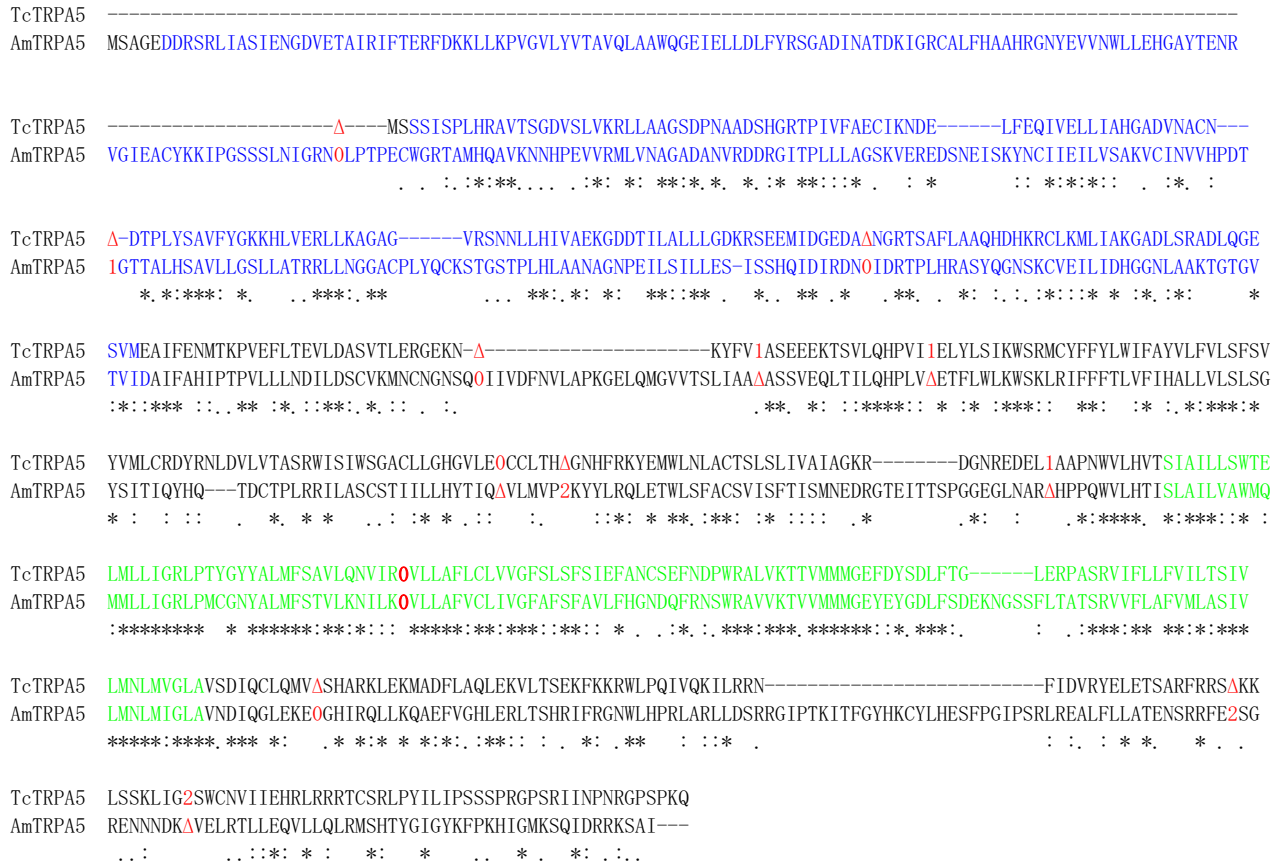 TcTRPA5 ---------------------------------------------------------------------------------------------------------
AmTRPA5 MSAGEDDRSRLIASIENGDVETAIRIFTERFDKKLLKPVGVLYVTAVQLAAWQGEIELLDLFYRSGADINATDKIGRCALFHAAHRGNYEVVNWLLEHGAYTENR
TcTRPA5 ---------------------Δ----MSSSISPLHRAVTSGDVSLVKRLLAAGSDPNAADSHGRTPIVFAECIKNDE------LFEQIVELLIAHGADVNACN---
AmTRPA5 VGIEACYKKIPGSSSLNIGRN0LPTPECWGRTAMHQAVKNNHPEVVRMLVNAGADANVRDDRGITPLLLAGSKVEREDSNEISKYNCIIEILVSAKVCINVVHPDT
. . :.:*:**.... .:*: *: **:*.*. *.:* **:::* . : * :: *:*:*:: . :*. :
TcTRPA5 Δ-DTPLYSAVFYGKKHLVERLLKAGAG------VRSNNLLHIVAEKGDDTILALLLGDKRSEEMIDGEDAΔNGRTSAFLAAQHDHKRCLKMLIAKGADLSRADLQGE
AmTRPA5 1GTTALHSAVLLGSLLATRRLLNGGACPLYQCKSTGSTPLHLAANAGNPEILSILLES-ISSHQIDIRDN0IDRTPLHRASYQGNSKCVEILIDHGGNLAAKTGTGV
*.*:***: *. ..***:.** ... **:.* *: **::** . *.. ** .* .**. . *: :.:.:*:::* * :*.:*: *
TcTRPA5 SVMEAIFENMTKPVEFLTEVLDASVTLERGEKN-Δ---------------------KYFV1ASEEEKTSVLQHPVI1ELYLSIKWSRMCYFFYLWIFAYVLFVLSFSV
AmTRPA5 TVIDAIFAHIPTPVLLLNDILDSCVKMNCNGNSQ0IIVDFNVLAPKGELQMGVVTSLIAAΔASSVEQLTILQHPLVΔETFLWLKWSKLRIFFFTLVFIHALLVLSLSG
:*::*** ::..** :*.::**:.*.:: . :. .**. *: ::****:: * :* :***:: **: :* :.*:***:*
TcTRPA5 YVMLCRDYRNLDVLVTASRWISIWSGACLLGHGVLE0CCLTHΔGNHFRKYEMWLNLACTSLSLIVAIAGKR--------DGNREDEL1AAPNWVLHVTSIAILLSWTE
AmTRPA5 YSITIQYHQ---TDCTPLRRILASCSTIILLHYTIQΔVLMVP2KYYLRQLETWLSFACSVISFTISMNEDRGTEITTSPGGEGLNARΔHPPQWVLHTISLAILVAWMQ
* : : :: . *. * * ..: :* * .:: :. ::*: * **.:**: :* :::: .* .*: : .*:****. *:***::* :
TcTRPA5 LMLLIGRLPTYGYYALMFSAVLQNVIR0VLLAFLCLVVGFSLSFSIEFANCSEFNDPWRALVKTTVMMMGEFDYSDLFTG------LERPASRVIFLLFVILTSIV
AmTRPA5 MMLLIGRLPMCGNYALMFSTVLKNILK0VLLAFVCLIVGFAFSFAVLFHGNDQFRNSWRAVVKTVVMMMGEYEYGDLFSDEKNGSSFLTATSRVVFLAFVMLASIV
:******** * ******:**:*::: *****:**:***::**:: * . .:*.:.***:***.******::*.***:. : .:***:** **:*:***
TcTRPA5 LMNLMVGLAVSDIQCLQMVΔSHARKLEKMADFLAQLEKVLTSEKFKKRWLPQIVQKILRRN--------------------------FIDVRYELETSARFRRSΔKK
AmTRPA5 LMNLMIGLAVNDIQGLEKE0GHIRQLLKQAEFVGHLERLTSHRIFRGNWLHPRLARLLDSRRGIPTKITFGYHKCYLHESFPGIPSRLREALFLLATENSRRFE2SG
*****:****.*** *: .* *:* * *:*:.:**:: : . *: .** : ::* . : :. : * *. * . .
TcTRPA5 LSSKLIG2SWCNVIIEHRLRRRTCSRLPYILIPSSSPRGPSRIINPNRGPSPKQ
AmTRPA5 RENNNDKΔVELRTLLEQVLLQLRMSHTYGIGYKFPKHIGMKSQIDRRKSAI---
..: ..::*: * : *: * .. * . *: .:..